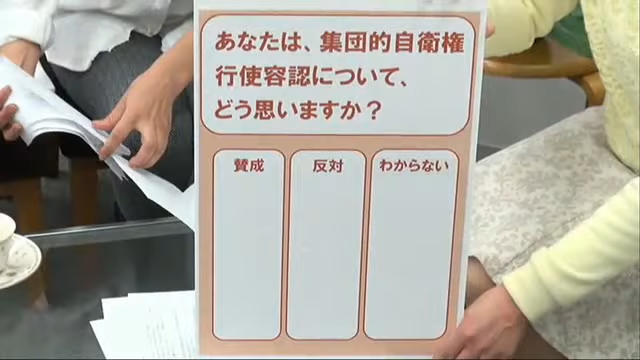 あなたは、集団的自衛権
行使容認について、
どう思いますか？
賛成 反対 わからない